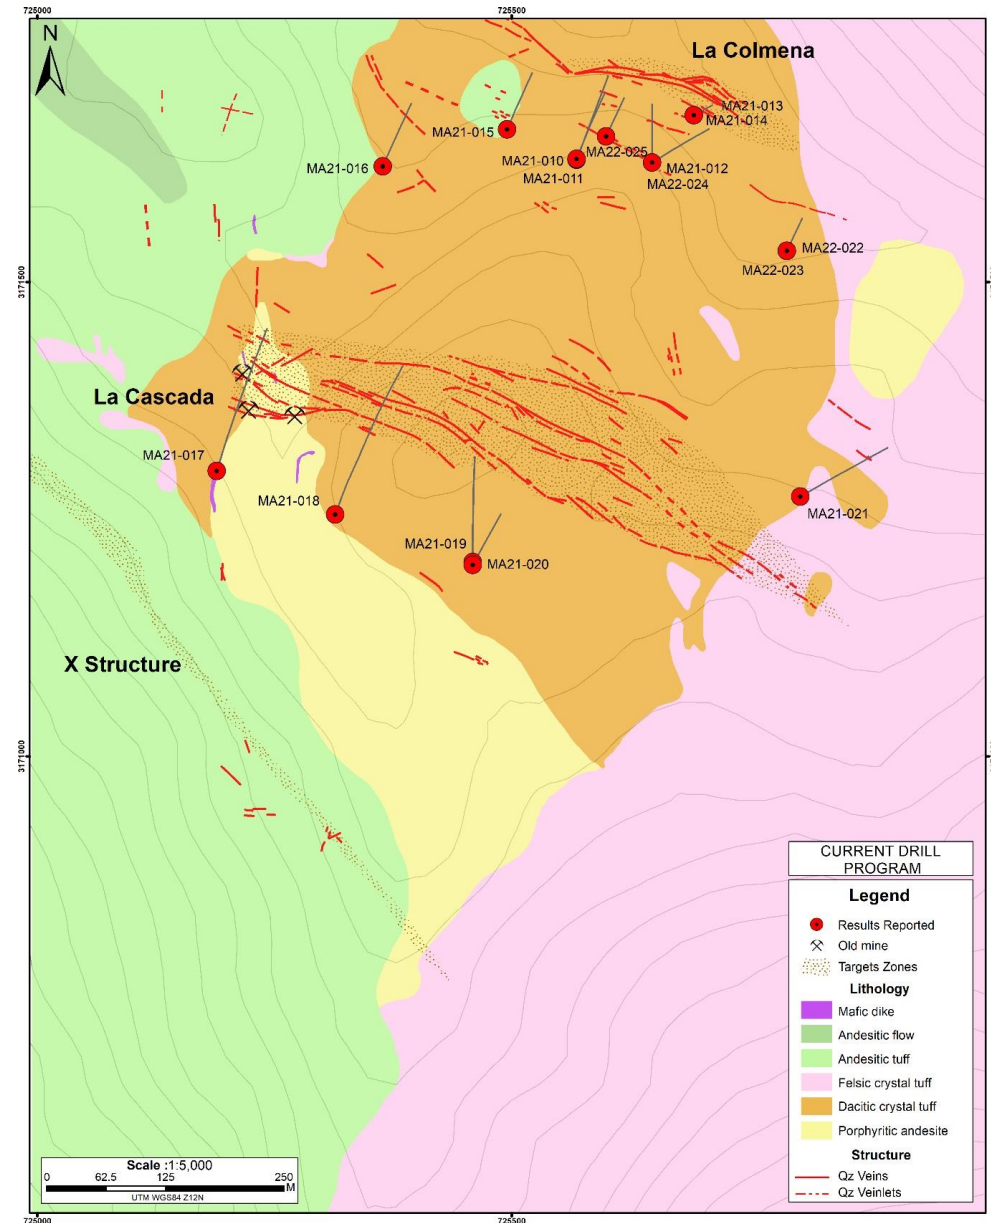 725000
725500
N
La Colmena
MA21-013
MA21-014
MA21-015
MA22-025
MA21-010
MA21-011
MA21-012
MA22-024
MA21-016
MA22-022
MA22-023
3171500
La Cascada
MA21-017
MA21-018
MA21-021
MA21-019
MA21-020
X Structure
3171000
CURRENT DRILL
PROGRAM
Legend
Results Reported
Old mine
Targets Zones
Lithology
Mafic dike
Andesitic flow
Andesitic tuff
Felsic crystal tuff
Dacitic crystal tuff
Porphyritic andesite
Structure
Qz Veins
Qz Veinlets
Scale :1:5,000
0 62.5 125 250
M
UTM WGS84 Z12N
725000
725500